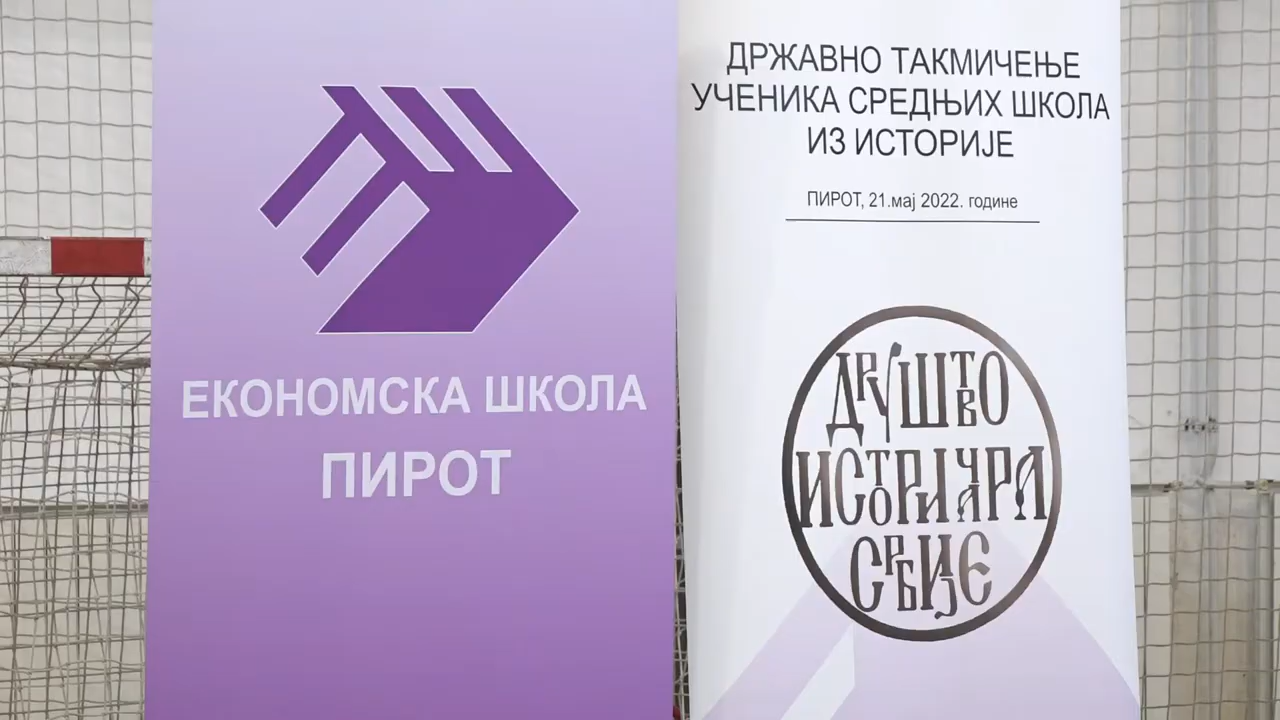 ЕКОНОМСКА ШКОЛА
ПИРОТ
ДРЖАВНО ТАКМИЧЕЊЕ
УЧЕНИКА СРЕДЊИХ ШКОЛА
ИЗ ИСТОРИЈЕ
ПИРОТ, 21.мај 2022. године
ДРУШТВО
ИСТОРИЧАРА
СРБИЈЕ